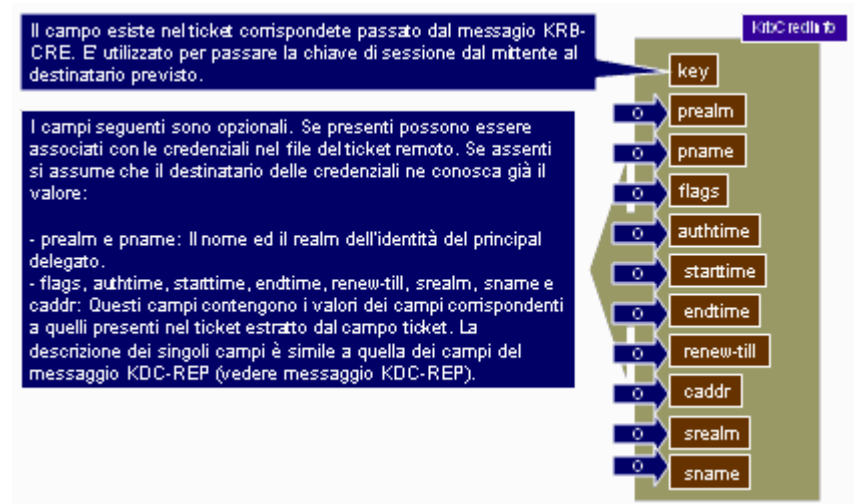 Il campo esiste nel ticket corrispondete passato dal messagio KRB-
CRE. E' utilizzato per passare la chiave di sessione dal mittente al
destinatario previsto.
KrbCredInfo
key
I campi seguenti sono opzionali. Se presenti possono essere
associati con le credenziali nel file del ticket remoto. Se assenti
si assume che il destinatario delle credenziali ne conosca già il
valore:
- prealm e pname: Il nome ed il realm dell'identità del principal
delegato.
- flags, authtime, starttime, endtime, renew-till, srealm, sname e
caddr: Questi campi contengono i valori dei campi corrispondenti
a quelli presenti nel ticket estratto dal campo ticket. La
descrizione dei singoli campi è simile a quella dei campi del
messaggio KDC-REP (vedere messaggio KDC-REP).
O prealm
O pname
O flags
O authtime
O starttime
O endtime
O renew-till
O caddr
O srealm
O sname